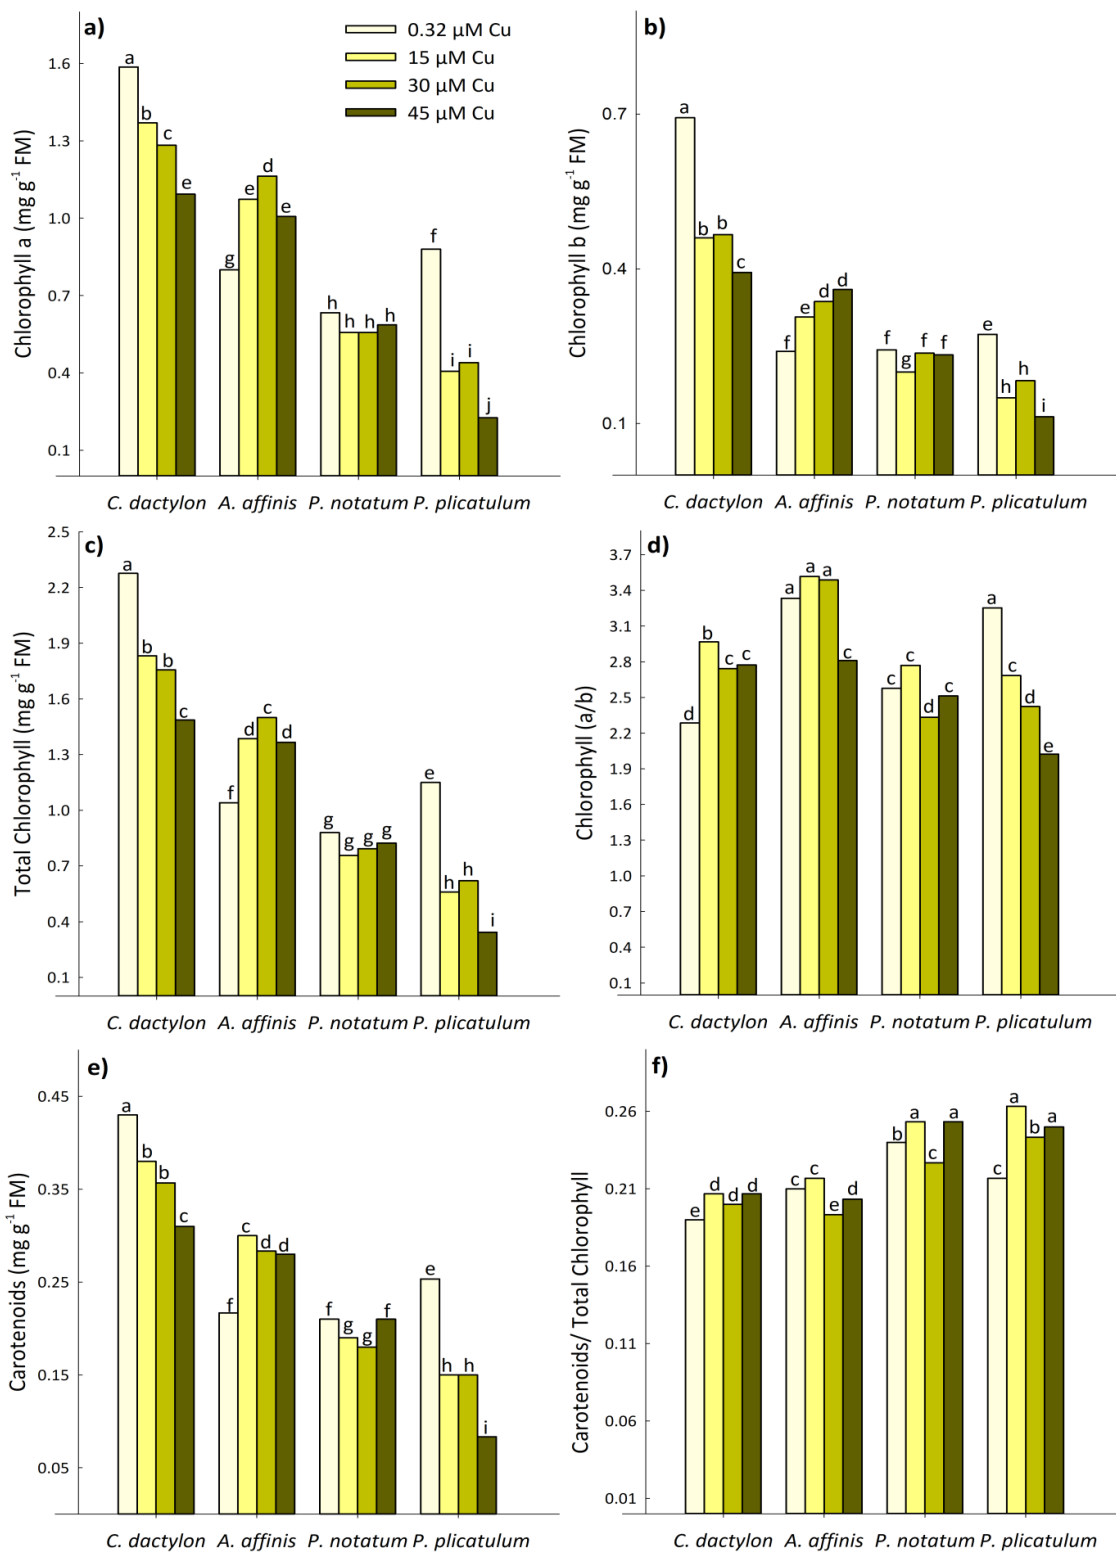 a)
0.32 µM Cu
15 µM Cu
30 µM Cu
45 µM Cu
Chlorophyll a (mg g-1 FM)
1.6
1.3
1.0
0.7
0.4
0.1
a b c e
g e d e
h h h h
f i i j
C. dactylon A. affinis P. notatum P. plicatulum
b)
Chlorophyll b (mg g-1 FM)
0.7
0.4
0.1
a b b c
f e d d
f g f f
e h h i
C. dactylon A. affinis P. notatum P. plicatulum
c)
Total Chlorophyll (mg g-1 FM)
2.5
2.2
1.9
1.6
1.3
1.0
0.7
0.4
0.1
a b b c
f d c d
g g g g
e h h i
C. dactylon A. affinis P. notatum P. plicatulum
d)
Chlorophyll (a/b)
3.7
3.4
3.1
2.8
2.5
2.2
1.9
1.6
1.3
1.0
0.7
0.4
0.1
d b c c
a a a c
c c d c
a c d e
C. dactylon A. affinis P. notatum P. plicatulum
e)
Carotenoids (mg g-1 FM)
0.45
0.35
0.25
0.15
0.05
a b b c
f c d d
f g g f
e h h i
C. dactylon A. affinis P. notatum P. plicatulum
f)
Carotenoids/ Total Chlorophyll
0.26
0.21
0.16
0.11
0.06
0.01
e d d d
c c e d
b a c a
c a b a
C. dactylon A. affinis P. notatum P. plicatulum